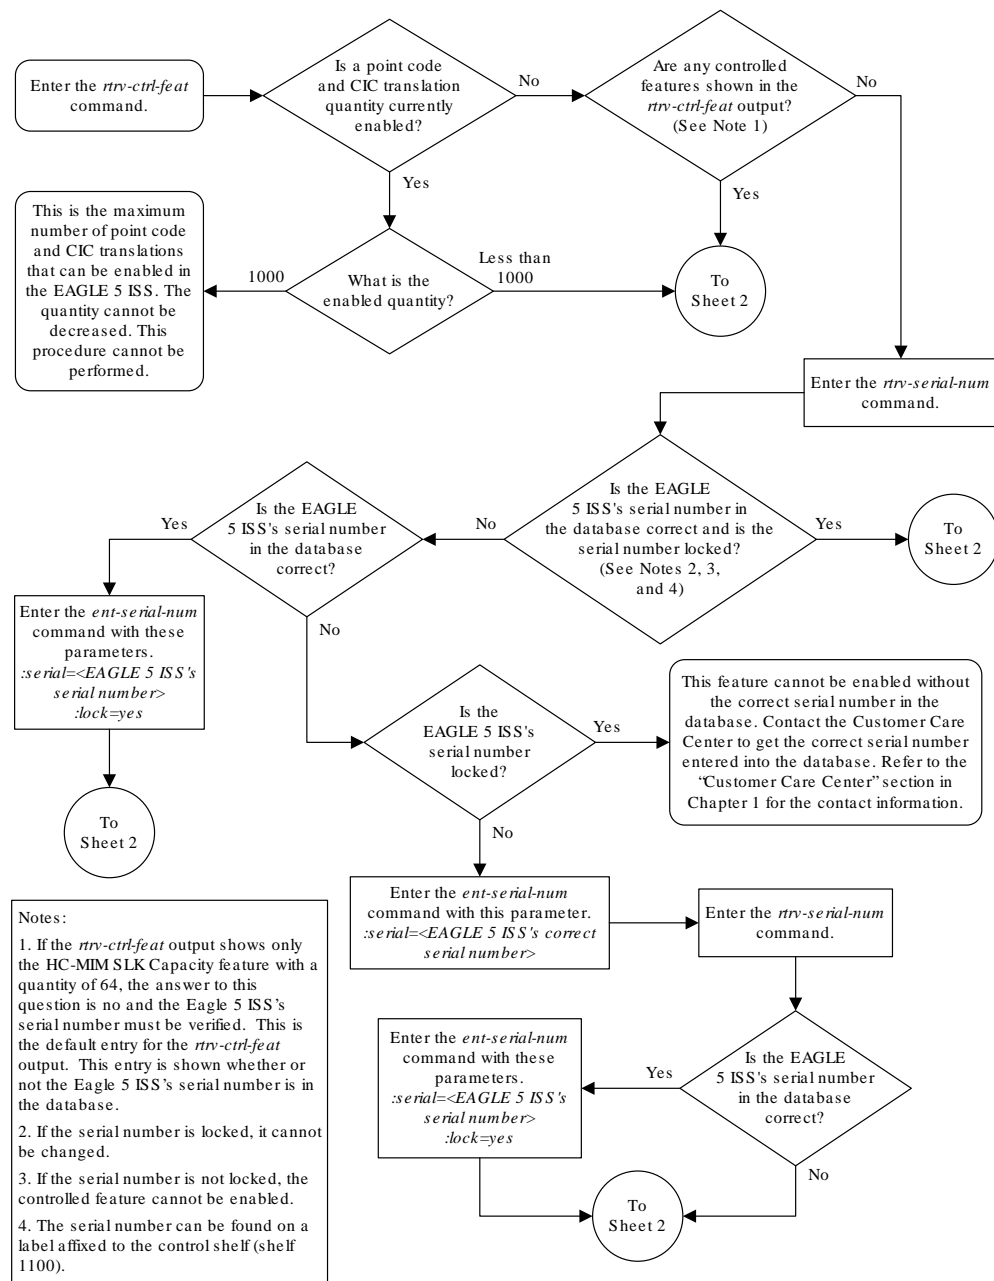 Enter the rtrv-ctrl-feat
command.
Is a point code
and CIC translation
quantity currently
enabled?
No
Are any controlled
features shown in the
rtrv-ctrl-feat output?
(See Note 1)
No
Yes
Yes
This is the maximum
number of point code
and CIC translations
that can be enabled in
the EAGLE 5 ISS. The
quantity cannot be
decreased. This
procedure cannot be
performed.
1000
What is the
enabled quantity?
Less than
1000
To
Sheet 2
Enter the rtrv-serial-num
command.
Is the EAGLE
5 ISS's serial number in
the database correct and is the
serial number locked?
(See Notes 2, 3,
and 4)
Yes
To
Sheet 2
No
Is the EAGLE
5 ISS's serial number
in the database
correct?
Yes
No
Enter the ent-serial-num
command with these
parameters.
:serial=<EAGLE 5 ISS's
serial number>
:lock=yes
To
Sheet 2
Is the
EAGLE 5 ISS's
serial number
locked?
Yes
This feature cannot be enabled without
the correct serial number in the
database. Contact the Customer Care
Center to get the correct serial number
entered into the database. Refer to the
“Customer Care Center” section in
Chapter 1 for the contact information.
No
Enter the ent-serial-num
command with this parameter.
:serial=<EAGLE 5 ISS's correct
serial number>
Enter the rtrv-serial-num
command.
Is the EAGLE
5 ISS's serial number
in the database
correct?
Yes
No
Enter the ent-serial-num
command with these
parameters.
:serial=<EAGLE 5 ISS's
serial number>
:lock=yes
To
Sheet 2
Notes:
1. If the rtrv-ctrl-feat output shows only
the HC-MIM SLK Capacity feature with a
quantity of 64, the answer to this
question is no and the Eagle 5 ISS's
serial number must be verified. This is
the default entry for the rtrv-ctrl-feat
output. This entry is shown whether or
not the Eagle 5 ISS's serial number is in
the database.
2. If the serial number is locked, it cannot
be changed.
3. If the serial number is not locked, the
controlled feature cannot be enabled.
4. The serial number can be found on a
label affixed to the control shelf (shelf
1100).